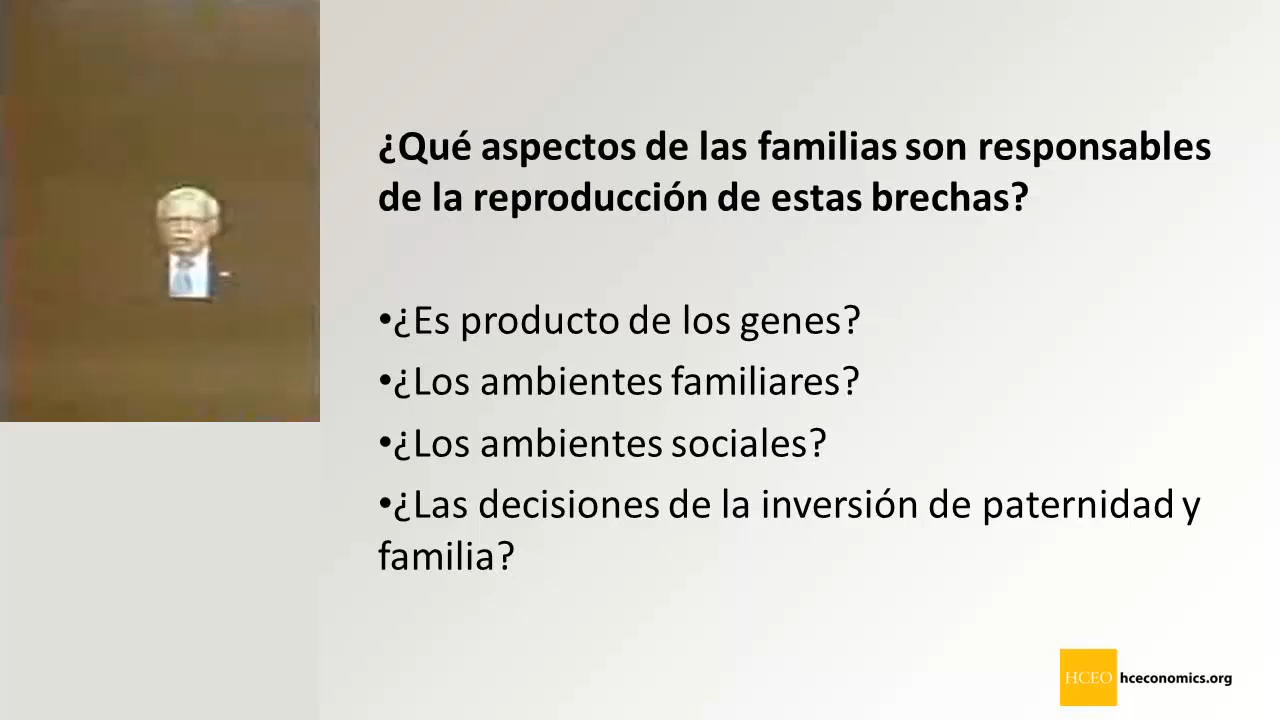 ¿Qué aspectos de las familias son responsables
de la reproducción de estas brechas?
•¿Es producto de los genes?
•¿Los ambientes familiares?
•¿Los ambientes sociales?
•¿Las decisiones de la inversión de paternidad y
familia?
HCEO hceconomics.org